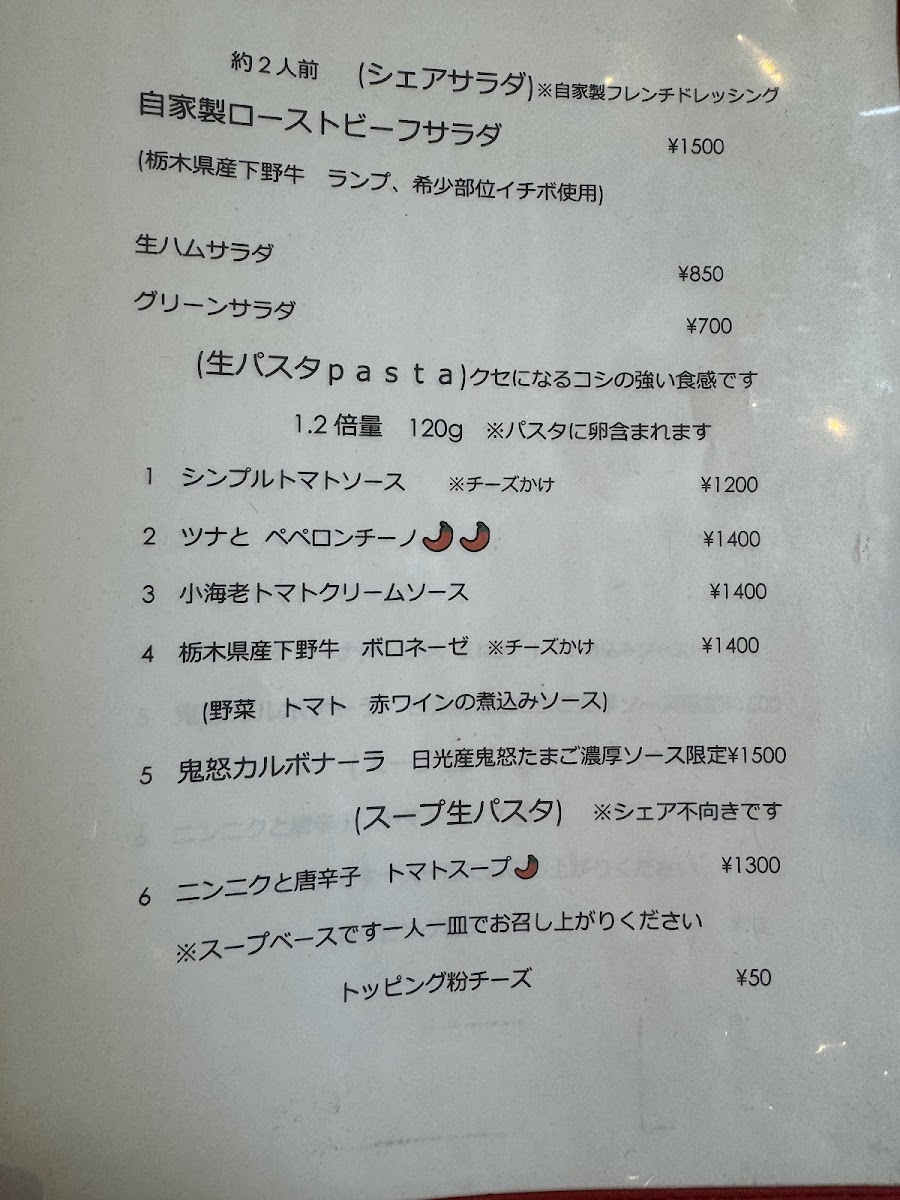 約2人前 (シェアサラダ)※自家製フレンチドレッシング
自家製ローストビーフサラダ ¥1500
(栃木県産下野牛 ランプ、希少部位イチボ使用)
生ハムサラダ ¥850
グリーンサラダ ¥700
(生パスタpasta)クセになるコシの強い食感です
1.2倍量 120g ※パスタに卵含まれます
1 シンプルトマトソース ※チーズかけ ¥1200
2 ツナと ペペロンチーノ ¥1400
3 小海老トマトクリームソース ¥1400
4 栃木県産下野牛 ボロネーゼ ※チーズかけ ¥1400
(野菜 トマト 赤ワインの煮込みソース)
5 鬼怒カルボナーラ 日光産鬼怒たまご濃厚ソース限定¥1500
(スープ生パスタ) ※シェア不向きです
6 ニンニクと唐辛子 トマトスープ ¥1300
※スープベースです一人一皿でお召し上がりください
トッピング粉チーズ ¥50